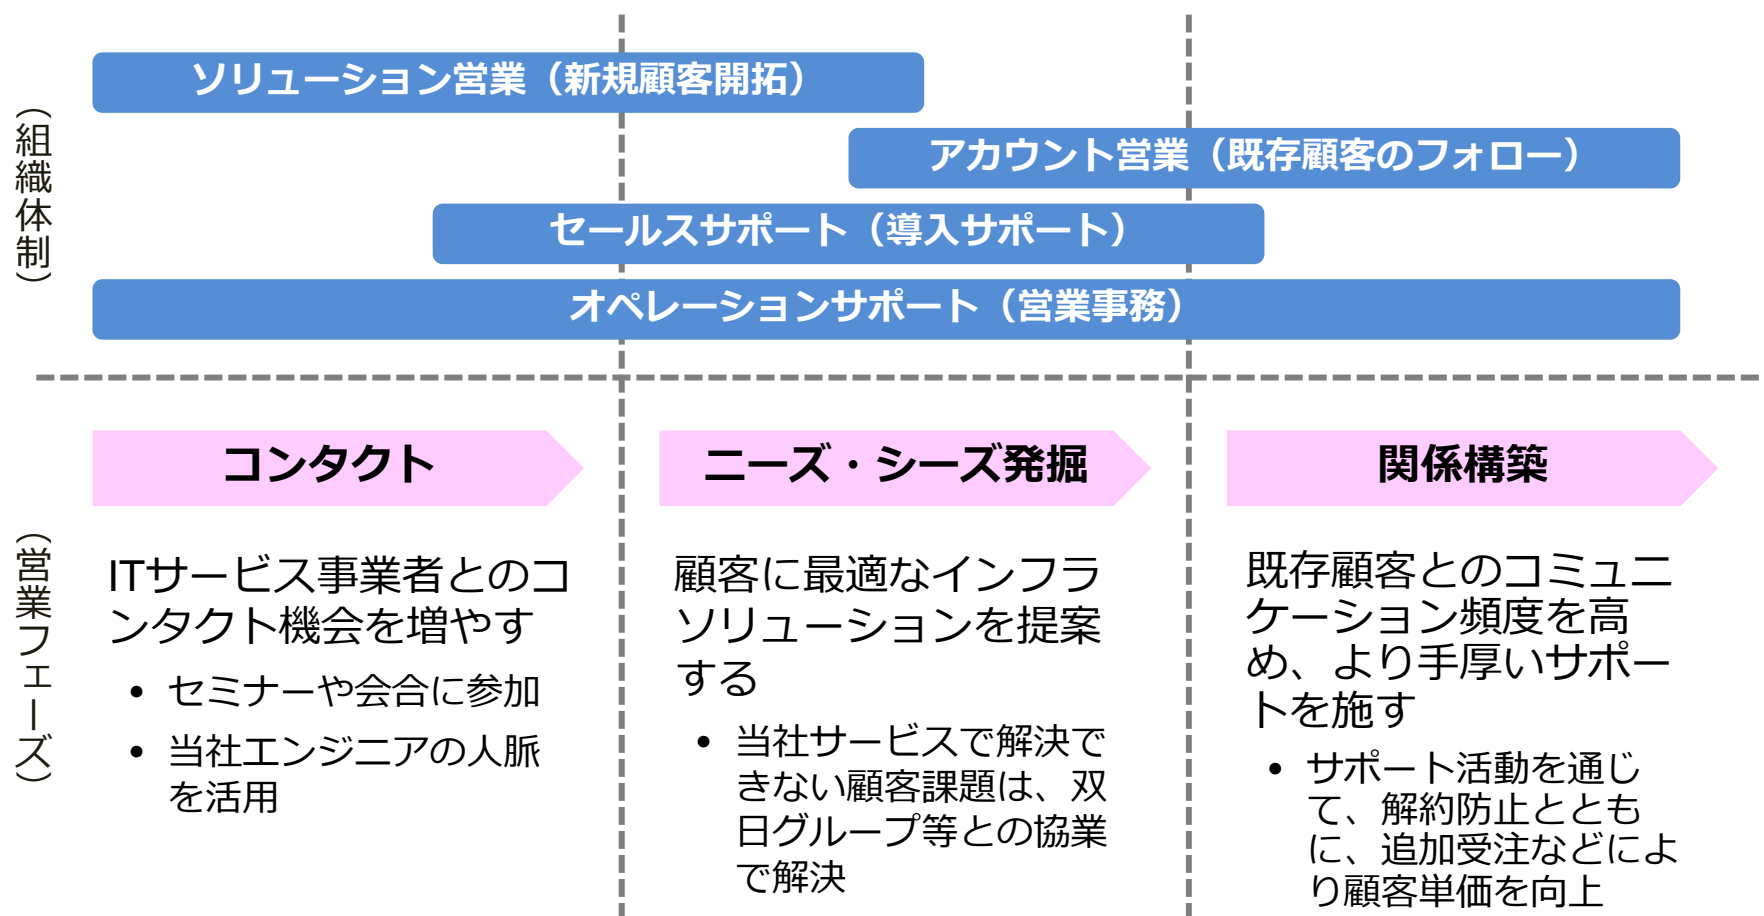 (組織体制)
ソリューション営業（新規顧客開拓）
アカウント営業（既存顧客のフォロー）
セールスサポート（導入サポート）
オペレーションサポート（営業事務）
(営業フェーズ)
コンタクト
ITサービス事業者とのコ
ンタクト機会を増やす
• セミナーや会合に参加
• 当社エンジニアの人脈
を活用
ニーズ・シーズ発掘
顧客に最適なインフラ
ソリューションを提案
する
• 当社サービスで解決で
きない顧客課題は、双
日グループ等との協業
で解決
関係構築
既存顧客とのコミュニ
ケーション頻度を高
め、より手厚いサポー
トを施す
• サポート活動を通じ
て、解約防止ととも
に、追加受注などによ
り顧客単価を向上